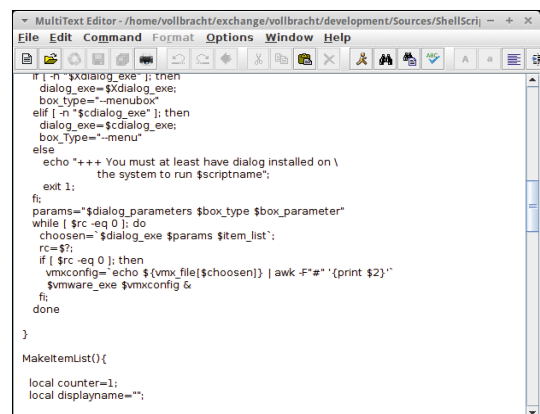 MultiText Editor - /home/vollbracht/exchange/vollbracht/development/Sources/ShellScri
File Edit Command Format Options Window Help
if [ -n "$Xdialog_exe" ]; then
dialog_exe=$Xdialog_exe;
box_type="--menubox"
elif [ -n "$cdialog_exe" ]; then
dialog_exe=$cdialog_exe;
box_Type="--menu"
else
echo "+++ You must at least have dialog installed on \
the system to run $scriptname";
exit 1;
fi;
params="$dialog_parameters $box_type $box_parameter"
while [ $rc -eq 0 ]; do
choosen=`$dialog_exe $params $item_list`;
rc=$?;
if [ $rc -eq 0 ]; then
vmxconfig=`echo ${vmx_file[$choosen]} | awk -F"#" '{print $2}'`
$vmware_exe $vmxconfig &
fi;
done
}
MakeItemList(){
local counter=1;
local displayname="";